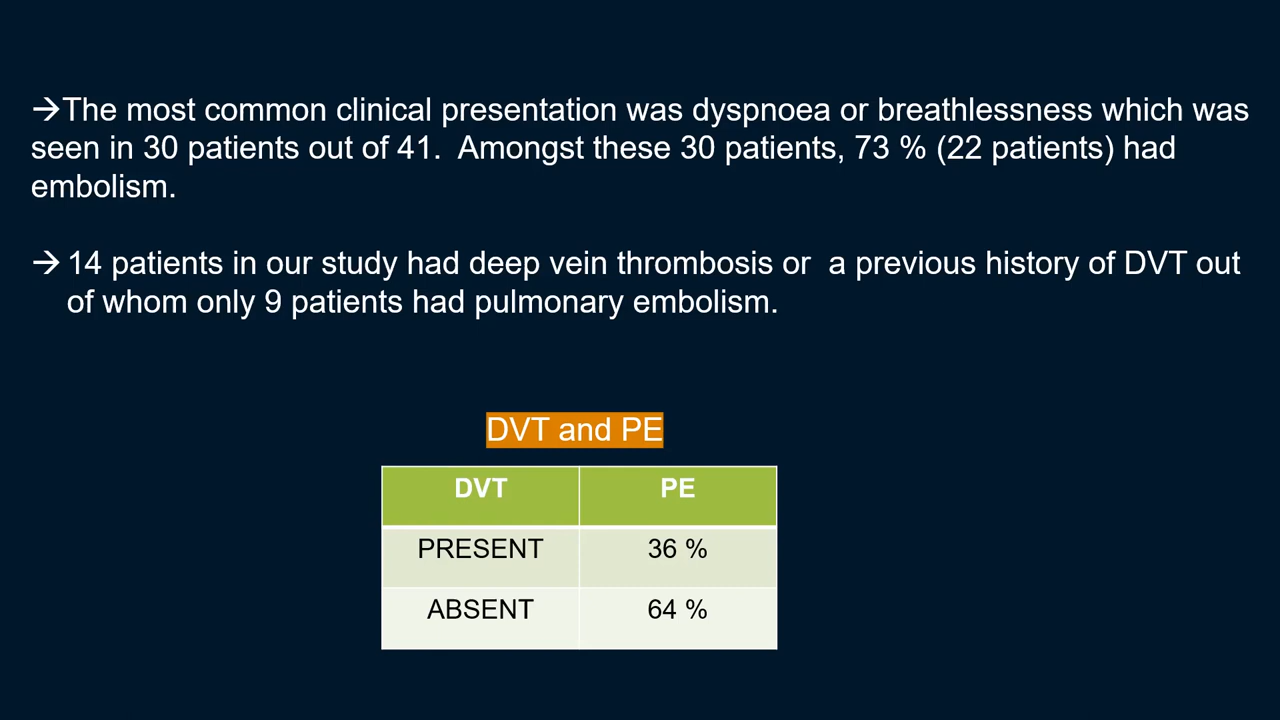 →The most common clinical presentation was dyspnoea or breathlessness which was
seen in 30 patients out of 41.  Amongst these 30 patients, 73 % (22 patients) had
embolism.
→ 14 patients in our study had deep vein thrombosis or  a previous history of DVT out
of whom only 9 patients had pulmonary embolism.
DVT and PE
DVT PE
PRESENT 36 %
ABSENT 64 %